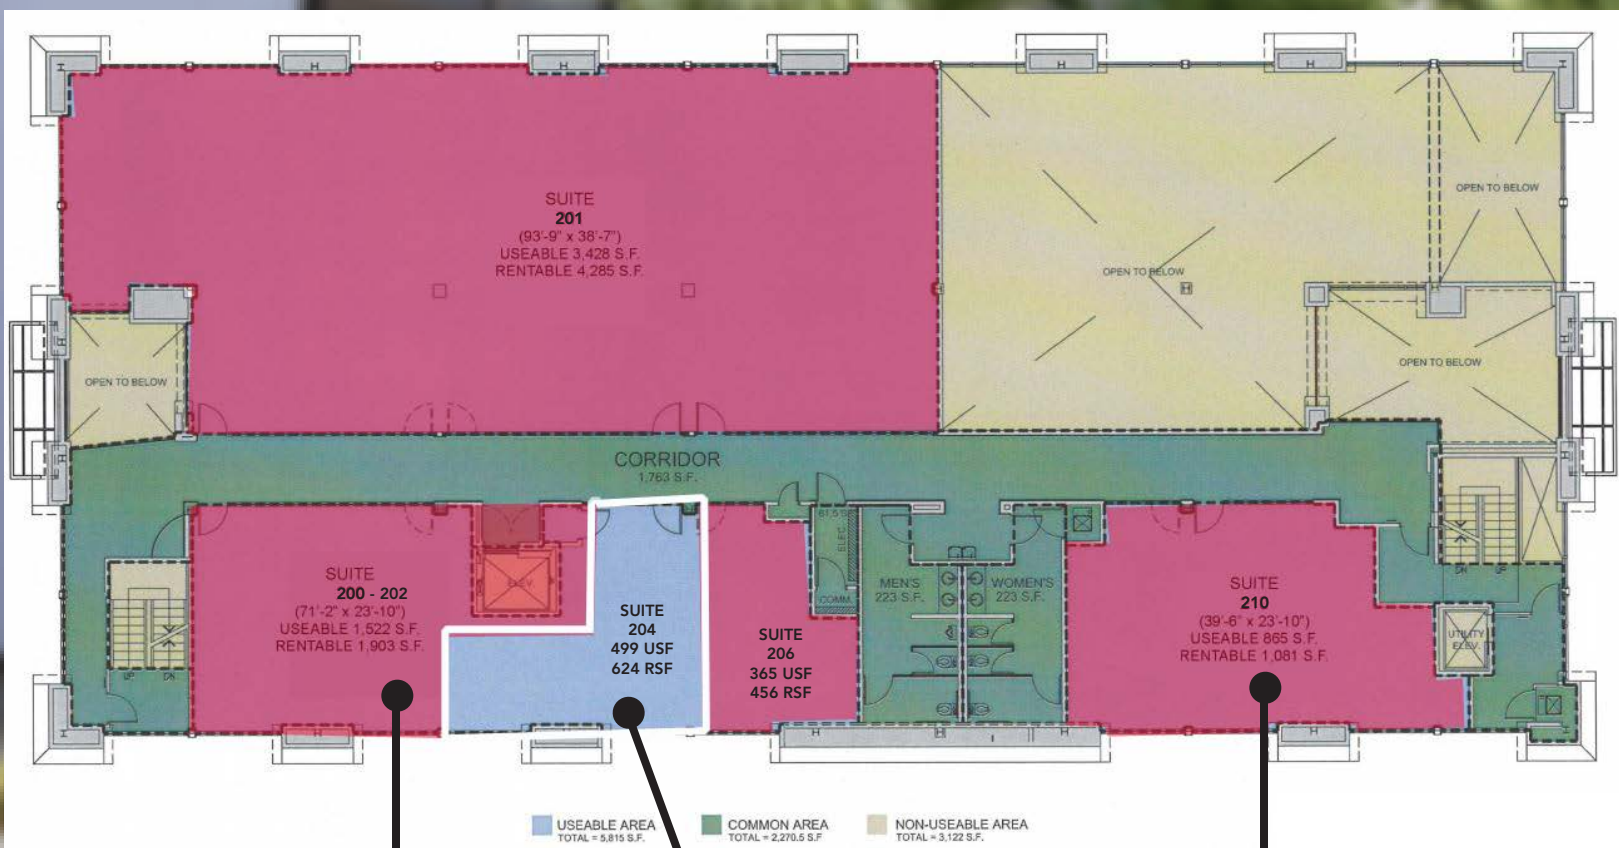 SUITE
201
(93'-9" x 38'-7")
USEABLE 3,428 S.F.
RENTABLE 4,285 S.F.
OPEN TO BELOW
OPEN TO BELOW
OPEN TO BELOW
OPEN TO BELOW
CORRIDOR
1,763 S.F.
SUITE
200 - 202
(71'-2" x 23'-10")
USEABLE 1,522 S.F.
RENTABLE 1,903 S.F.
ELEV.
SUITE
204
499 USF
624 RSF
SUITE
206
365 USF
456 RSF
ELEC.
COMM.
MEN'S
223 S.F.
WOMEN'S
223 S.F.
SUITE
210
(39'-6" x 23'-10")
USEABLE 865 S.F.
RENTABLE 1,081 S.F.
UTILITY
ELEV.
UP
DN
DN
UP
USEABLE AREA
TOTAL = 5,815 S.F.
COMMON AREA
TOTAL = 2,270.5 S.F
NON-USEABLE AREA
TOTAL = 3,122 S.F.